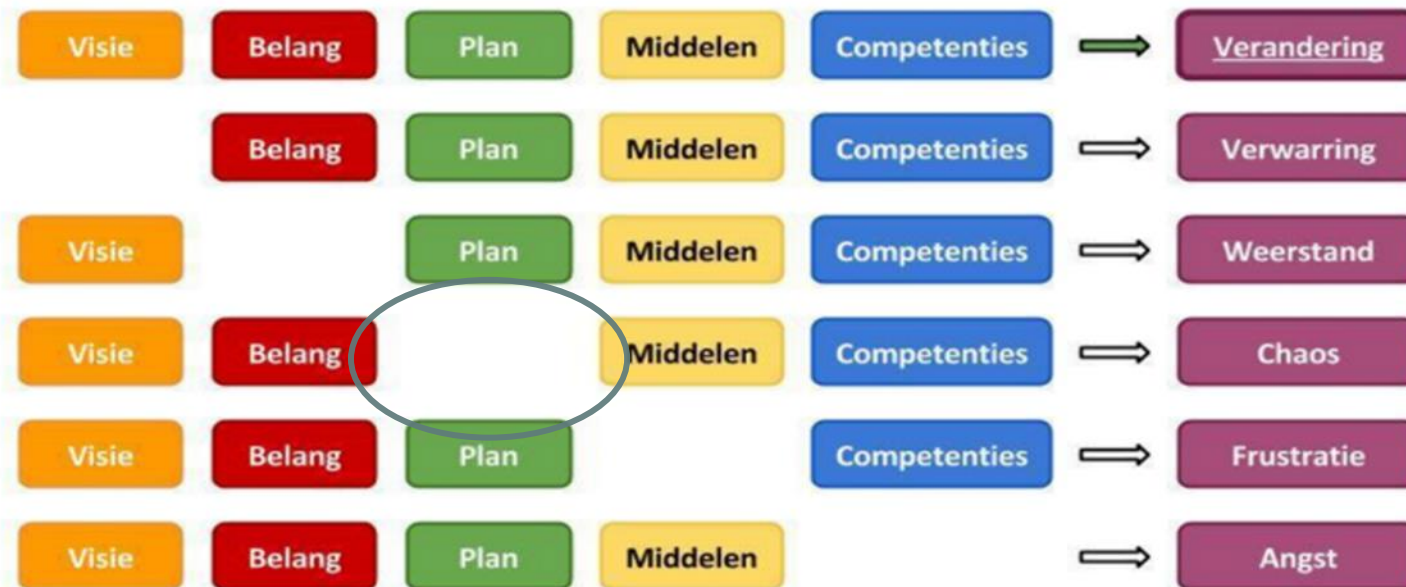 Visie Belang Plan Middelen Competenties Verandering
Belang Plan Middelen Competenties Verwarring
Visie Plan Middelen Competenties Weerstand
Visie Belang Middelen Competenties Chaos
Visie Belang Plan Competenties Frustratie
Visie Belang Plan Middelen Angst